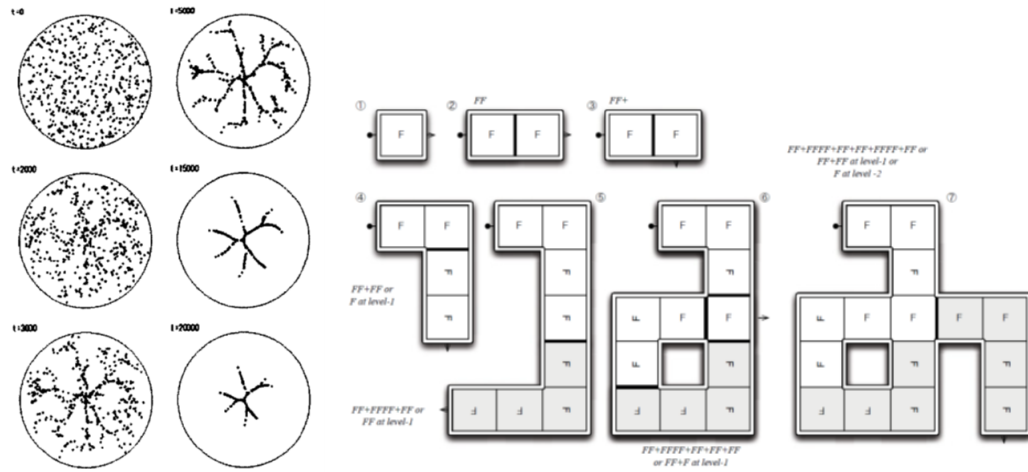 t=0
t=5000
t=2000
t=15000
t=3000
t=20000
①
F
②
FF
F F
③
FF+
F F
④
F F
F
F
FF+FF or
F at level-1
⑤
F F
F
F
F
F F F
FF+FFFF+FF or
FF at level-1
⑥
F F
F
F F F
F F
F F F
FF+FFFF+FF+FF+FF
or FF+F at level-1
FF+FFFF+FF+FF+FFFF+FF or
FF+FF at level-1 or
F at level -2
⑦
F F
F
F F F F F
F F F
F F F F